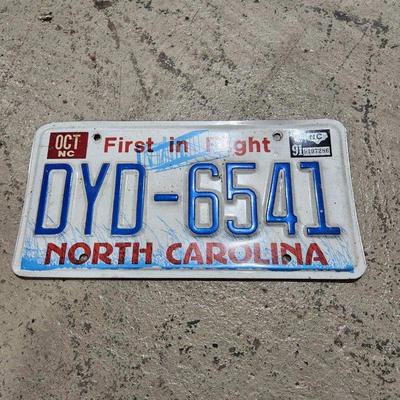 OCT
NC
First in Flight
NC
91
DYD-6541
NORTH CAROLINA